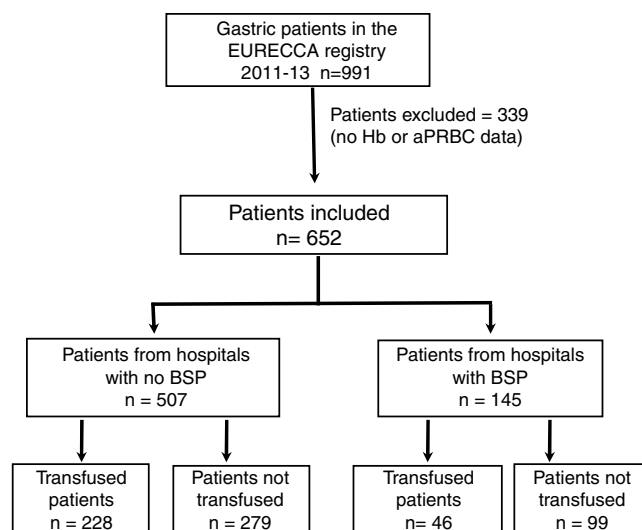 Gastric patients in the
EURECCA registry
2011-13 n=991
Patients excluded = 339
(no Hb or aPRBC data)
Patients included
n= 652
Patients from hospitals
with no BSP
n = 507
Patients from hospitals
with BSP
n = 145
Transfused
patients
n = 228
Patients not
transfused
n = 279
Transfused
patients
n= 46
Patients not
transfused
n = 99